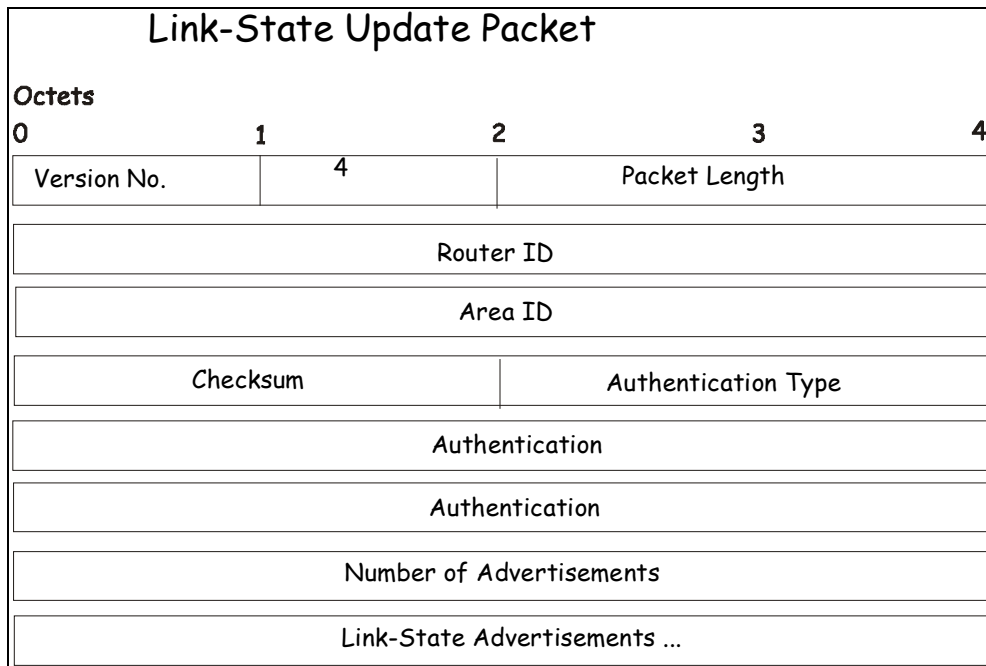 Link-State Update Packet
Octets
0 1 2 3 4
Version No. 4 Packet Length
Router ID
Area ID
Checksum Authentication Type
Authentication
Authentication
Number of Advertisements
Link-State Advertisements ...